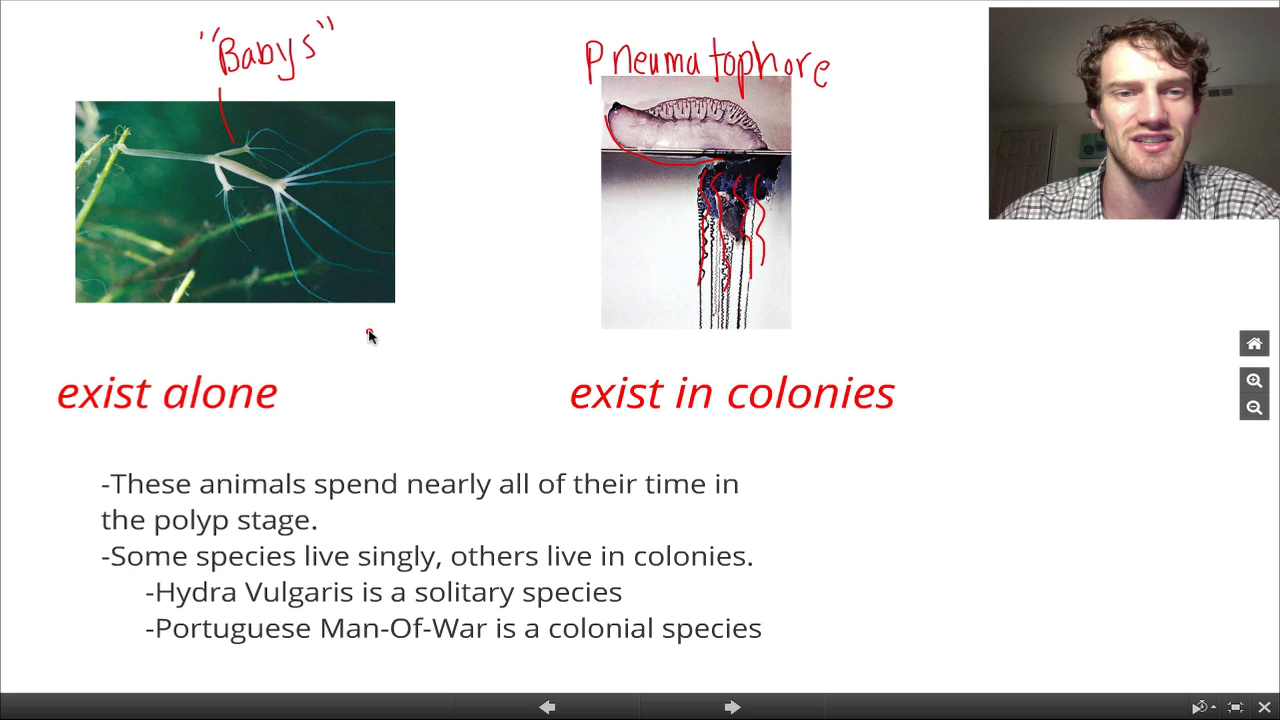 "Babys"
Pneumatophore
exist alone
exist in colonies
-These animals spend nearly all of their time in
the polyp stage.
-Some species live singly, others live in colonies.
-Hydra Vulgaris is a solitary species
-Portuguese Man-Of-War is a colonial species